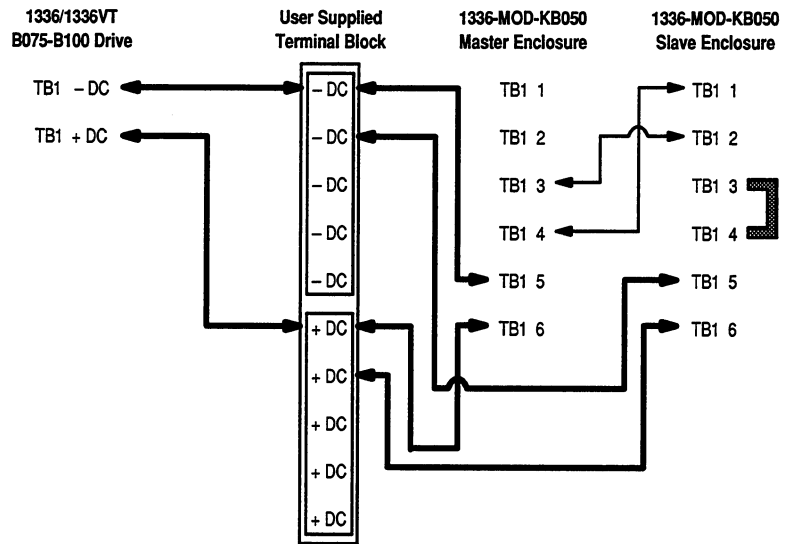 1336/1336VT
B075-B100 Drive
User Supplied
Terminal Block
1336-MOD-KB050
Master Enclosure
1336-MOD-KB050
Slave Enclosure
TB1 – DC
– DC
TB1 1
TB1 1
TB1 + DC
– DC
TB1 2
TB1 2
– DC
TB1 3
TB1 3
– DC
TB1 4
TB1 4
– DC
TB1 5
TB1 5
+ DC
TB1 6
TB1 6
+ DC
+ DC
+ DC
+ DC